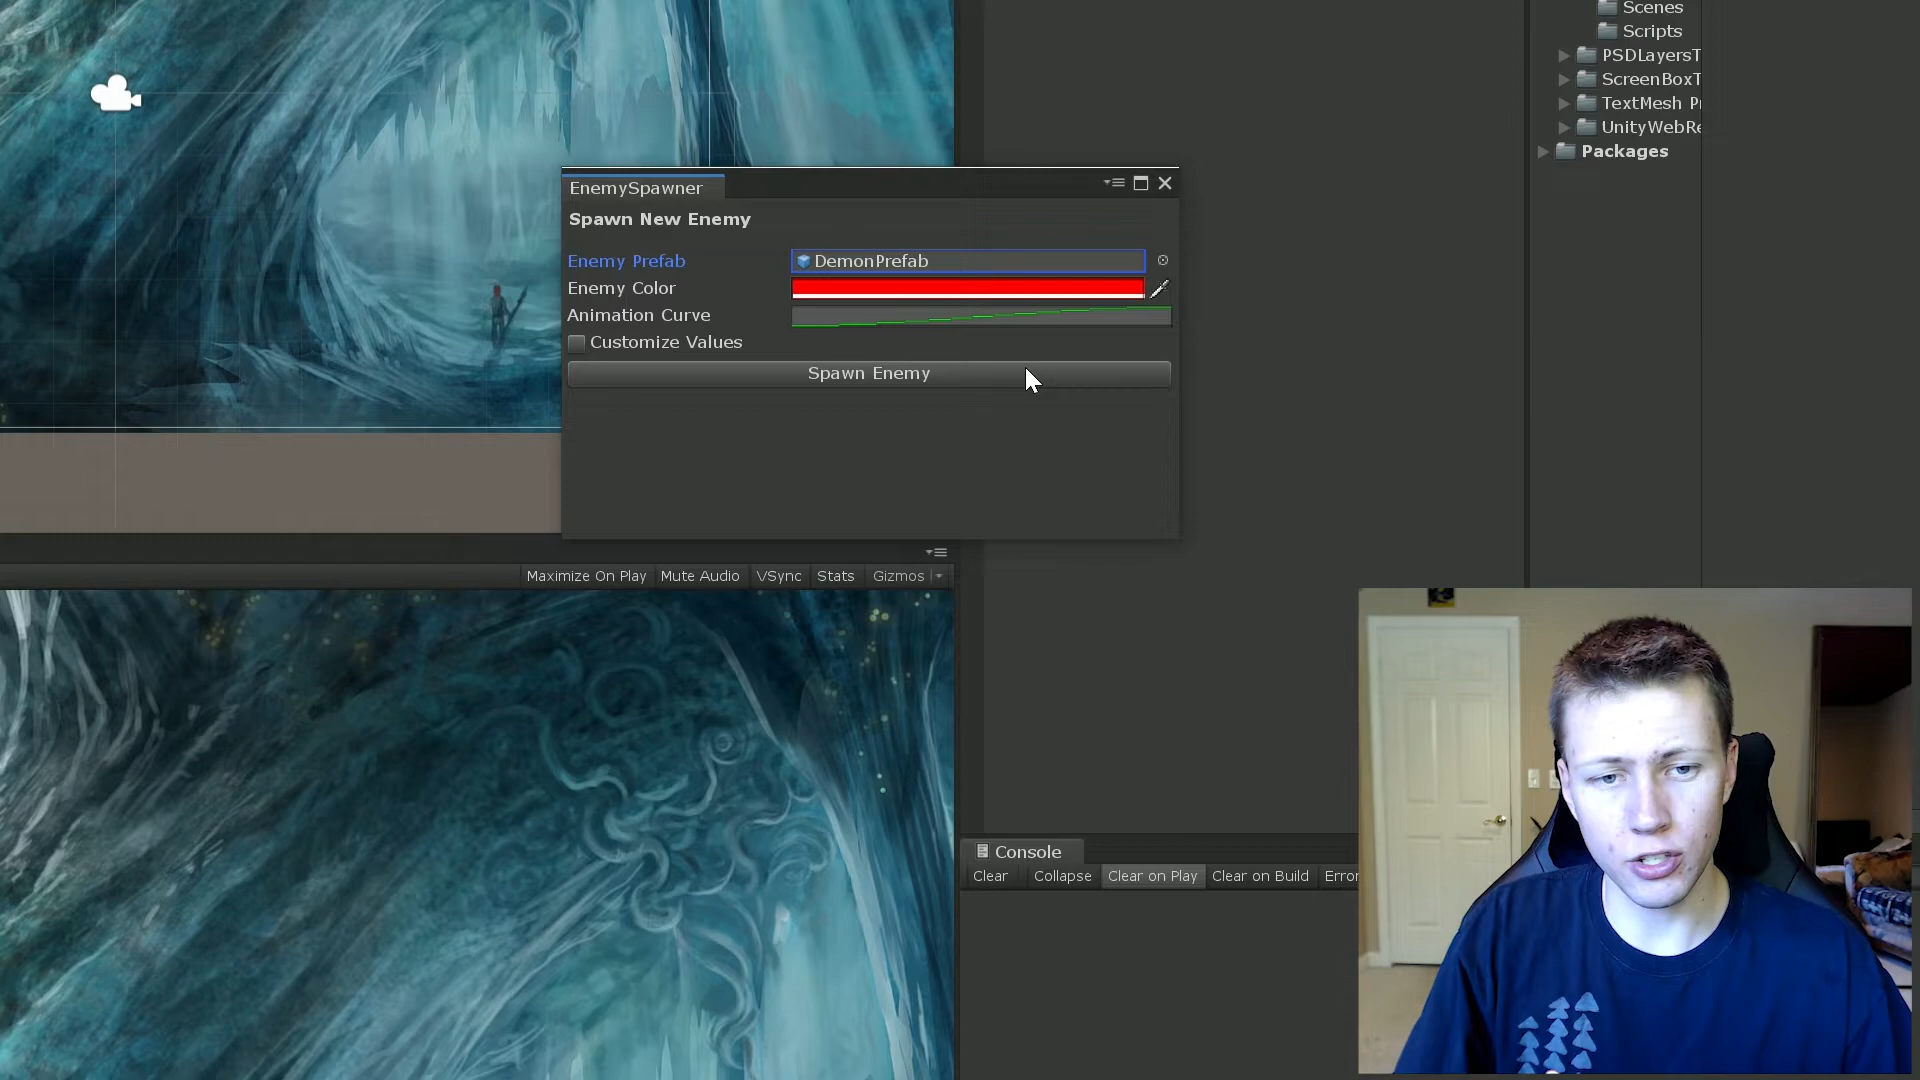 Scenes
Scripts
PSDLayersT
ScreenBoxT
TextMesh Pr
UnityWebRe
Packages
EnemySpawner
Spawn New Enemy
Enemy Prefab DemonPrefab
Enemy Color
Animation Curve
Customize Values
Spawn Enemy
Maximize On Play Mute Audio VSync Stats Gizmos
Console
Clear Collapse Clear on Play Clear on Build Error